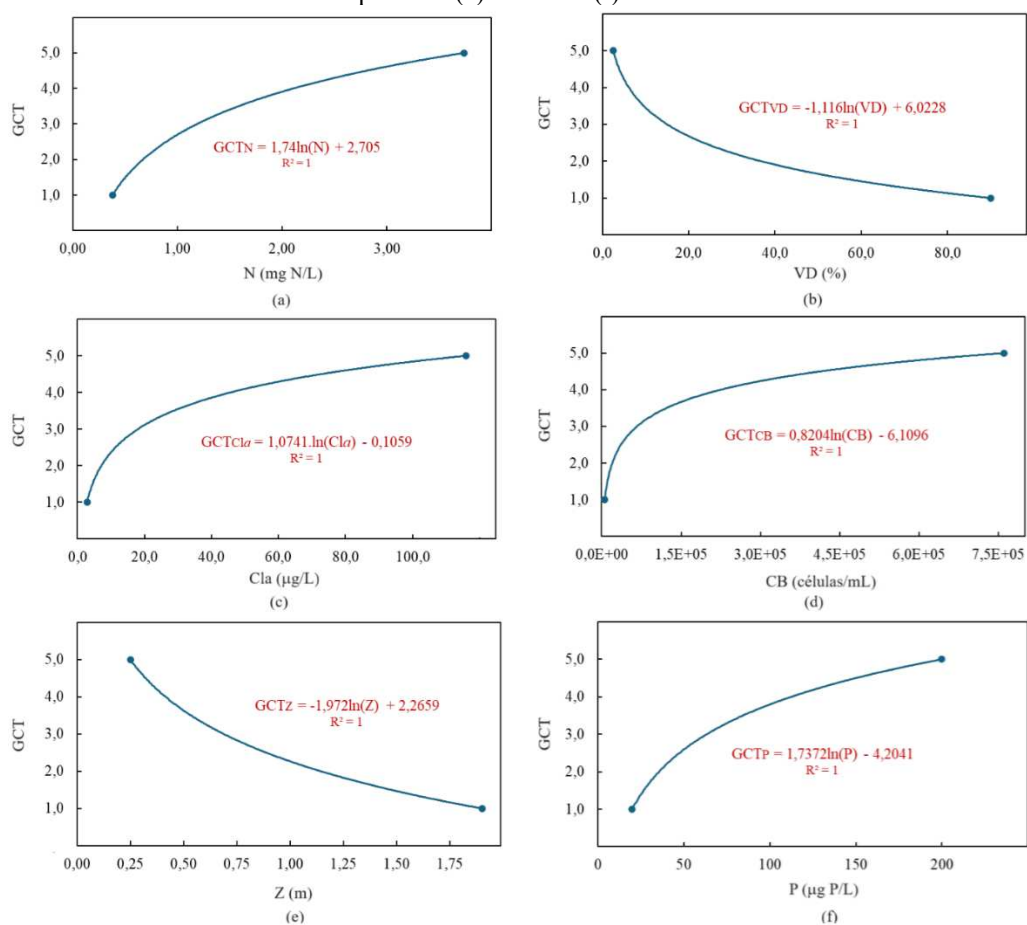 (a)
(s)
5,0
4,0
3,0
2,0
1,0
GCT
GCTN = 1,74ln(N) + 2,705
R² = 1
0,00 1,00 2,00 3,00
N (mg N/L)
(a)
5,0
4,0
3,0
2,0
1,0
GCT
GCTVD = -1,116ln(VD) + 6,0228
R² = 1
0,0 20,0 40,0 60,0 80,0
VD (%)
(b)
5,0
4,0
3,0
2,0
1,0
GCT
GCTCla = 1,0741.ln(Cla) - 0,1059
R² = 1
0,0 20,0 40,0 60,0 80,0 100,0
Cla (µg/L)
(c)
5,0
4,0
3,0
2,0
1,0
GCT
GCTCB = 0,8204ln(CB) - 6,1096
R² = 1
0,0E+00 1,5E+05 3,0E+05 4,5E+05 6,0E+05 7,5E+05
CB (células/mL)
(d)
5,0
4,0
3,0
2,0
1,0
GCT
GCTZ = -1,972ln(Z) + 2,2659
R² = 1
0,00 0,25 0,50 0,75 1,00 1,25 1,50 1,75
Z (m)
(e)
5,0
4,0
3,0
2,0
1,0
GCT
GCTP = 1,7372ln(P) - 4,2041
R² = 1
0 50 100 150 200
P (µg P/L)
(f)